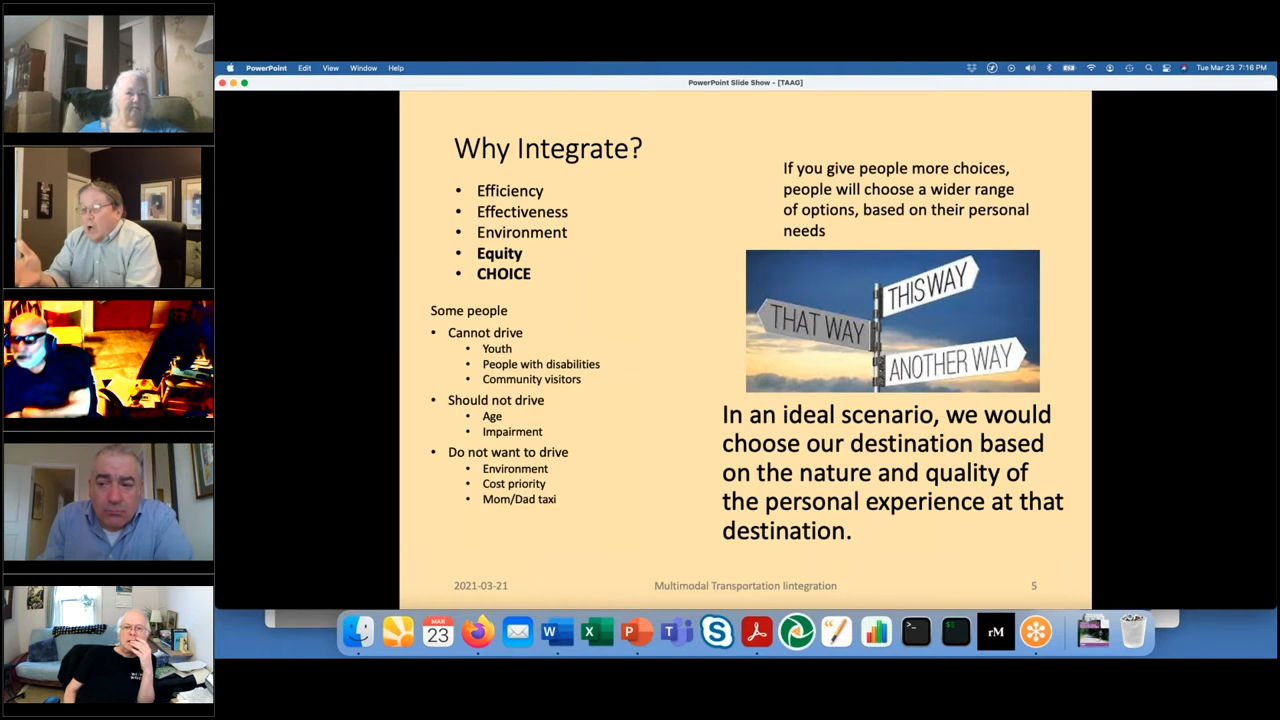 PowerPoint Edit View Window Help
Tue Mar 23 7:16 PM
PowerPoint Slide Show - [TAAG]
Why Integrate?
• Efficiency
• Effectiveness
• Environment
• Equity
• CHOICE
Some people
• Cannot drive
• Youth
• People with disabilities
• Community visitors
• Should not drive
• Age
• Impairment
• Do not want to drive
• Environment
• Cost priority
• Mom/Dad taxi
If you give people more choices,
people will choose a wider range
of options, based on their personal
needs
THIS WAY
THAT WAY
ANOTHER WAY
In an ideal scenario, we would
choose our destination based
on the nature and quality of
the personal experience at that
destination.
2021-03-21
Multimodal Transportation Iintegration
5
MAR
23
W
X
P
T
S
>_
$
rM